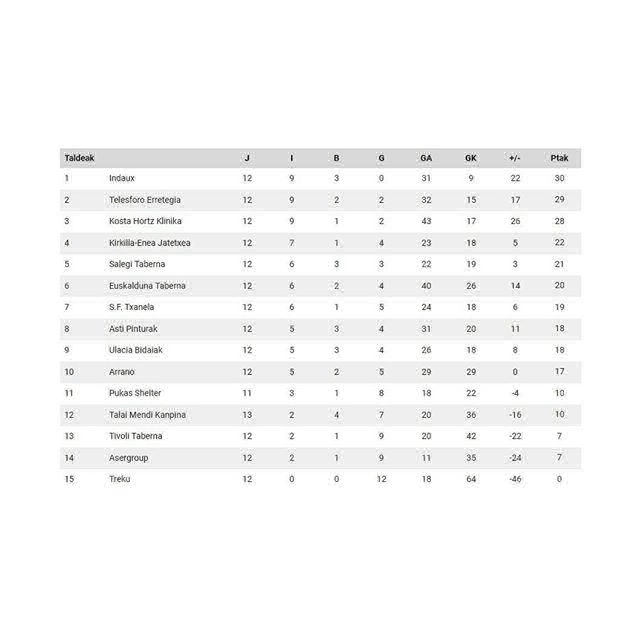 Taldeak J I B G GA GK +/- Ptak
1 Indaux 12 9 3 0 31 9 22 30
2 Telesforo Erretegia 12 9 2 2 32 15 17 29
3 Kosta Hortz Klinika 12 9 1 2 43 17 26 28
4 Kirkilla-Enea Jatetxea 12 7 1 4 23 18 5 22
5 Salegi Taberna 12 6 3 3 22 19 3 21
6 Euskalduna Taberna 12 6 2 4 40 26 14 20
7 S.F. Txanela 12 6 1 5 24 18 6 19
8 Asti Pinturak 12 5 3 4 31 20 11 18
9 Ulacia Bidaiak 12 5 3 4 26 18 8 18
10 Arrano 12 5 2 5 29 29 0 17
11 Pukas Shelter 11 3 1 8 18 22 -4 10
12 Talai Mendi Kanpina 13 2 4 7 20 36 -16 10
13 Tivoli Taberna 12 2 1 9 20 42 -22 7
14 Asergroup 12 2 1 9 11 35 -24 7
15 Treku 12 0 0 12 18 64 -46 0